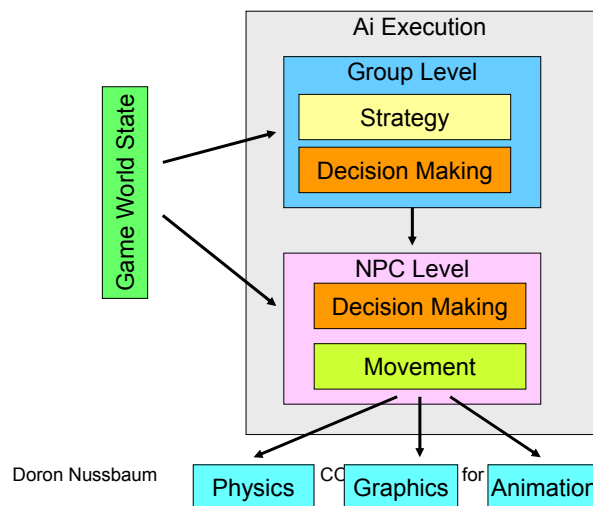 Ai Execution
Group Level
Strategy
Decision Making
Game World State
NPC Level
Decision Making
Movement
Doron Nussbaum
for
Physics
Graphics
Animation